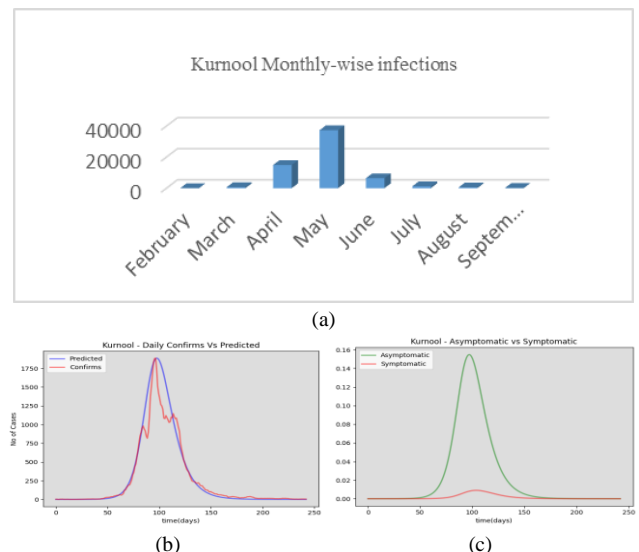 Kurnool Monthly-wise infections
40000
20000
0
February
March
April
May
June
July
August
Septem...
(a)
Kurnool - Daily Confirms Vs Predicted
Predicted
Confirms
No of Cases
1750
1500
1250
1000
750
500
250
0
0 50 100 150 200 250
time(days)
(b)
Kurnool - Asymptomatic vs Symptomatic
Asymptomatic
Symptomatic
0.16
0.14
0.12
0.10
0.08
0.06
0.04
0.02
0.00
0 50 100 150 200 250
time(days)
(c)